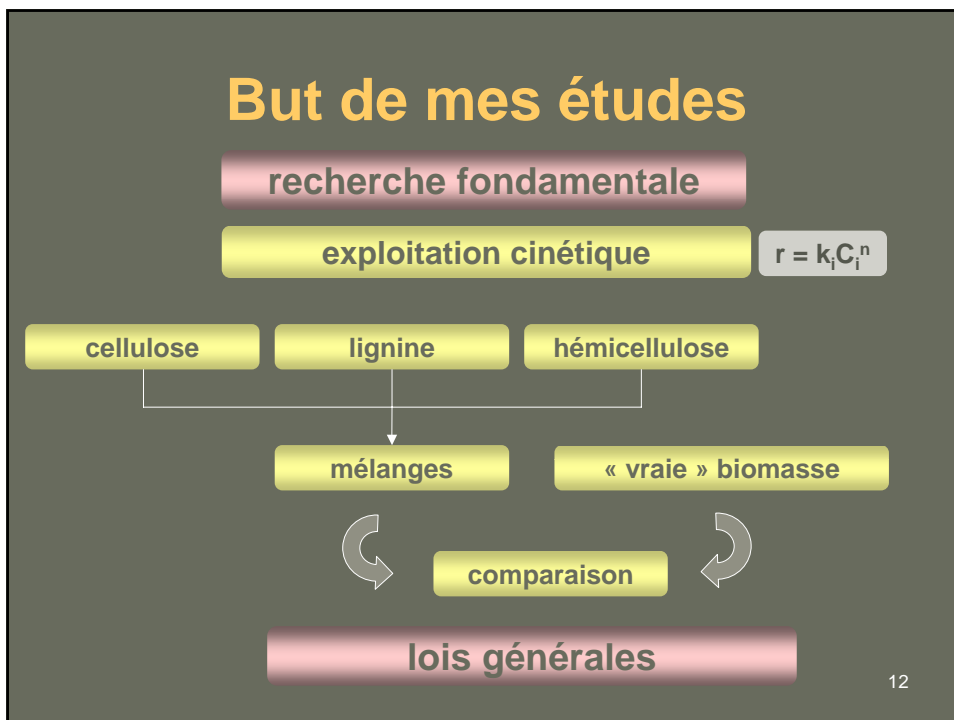 But de mes études
recherche fondamentale
exploitation cinétique
r = kᵢCᵢⁿ
cellulose
lignine
hémicellulose
mélanges
« vraie » biomasse
comparaison
lois générales
12